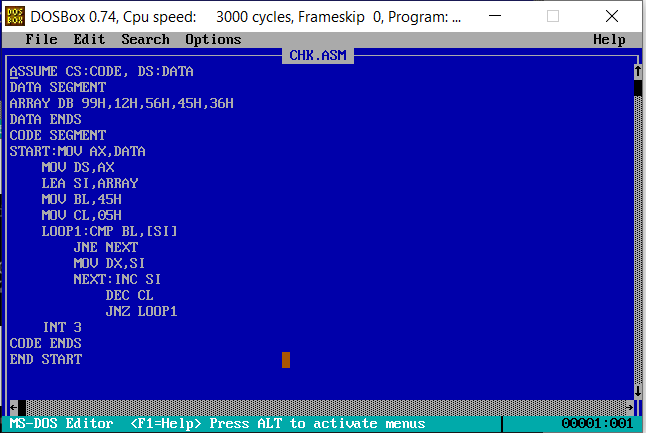 DOSBox 0.74, Cpu speed:    3000 cycles, Frameskip  0, Program: ...
File  Edit  Search  Options                                    Help
CHK.ASM
ASSUME CS:CODE, DS:DATA
DATA SEGMENT
ARRAY DB 99H,12H,56H,45H,36H
DATA ENDS
CODE SEGMENT
START:MOV AX,DATA
    MOV DS,AX
    LEA SI,ARRAY
    MOV BL,45H
    MOV CL,05H
    LOOP1:CMP BL,[SI]
        JNE NEXT
        MOV DX,SI
        NEXT:INC SI
            DEC CL
            JNZ LOOP1
    INT 3
CODE ENDS
END START
MS-DOS Editor  <F1=Help> Press ALT to activate menus        00001:001